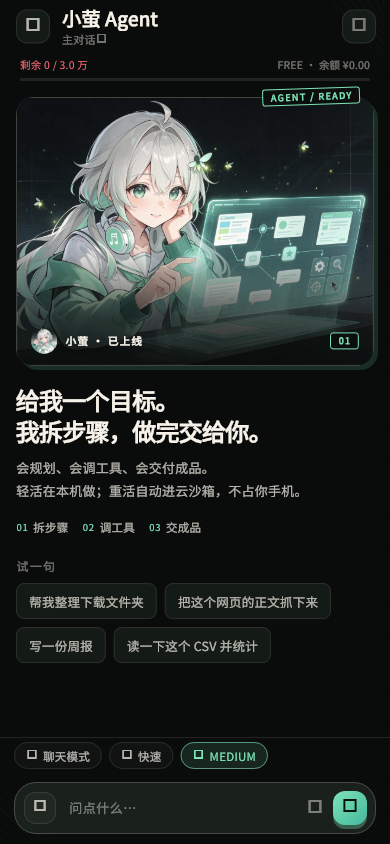 小萤 Agent
主对话
剩余 0 / 3.0 万
FREE · 余额 ¥0.00
AGENT / READY
小萤 · 已上线
01
给我一个目标。
我拆步骤，做完交给你。
会规划、会调工具、会交付成品。
轻活在本机做；重活自动进云沙箱，不占你手机。
01 拆步骤 02 调工具 03 交成品
试一句
帮我整理下载文件夹
把这个网页的正文抓下来
写一份周报
读一下这个 CSV 并统计
聊天模式
快速
MEDIUM
问点什么…